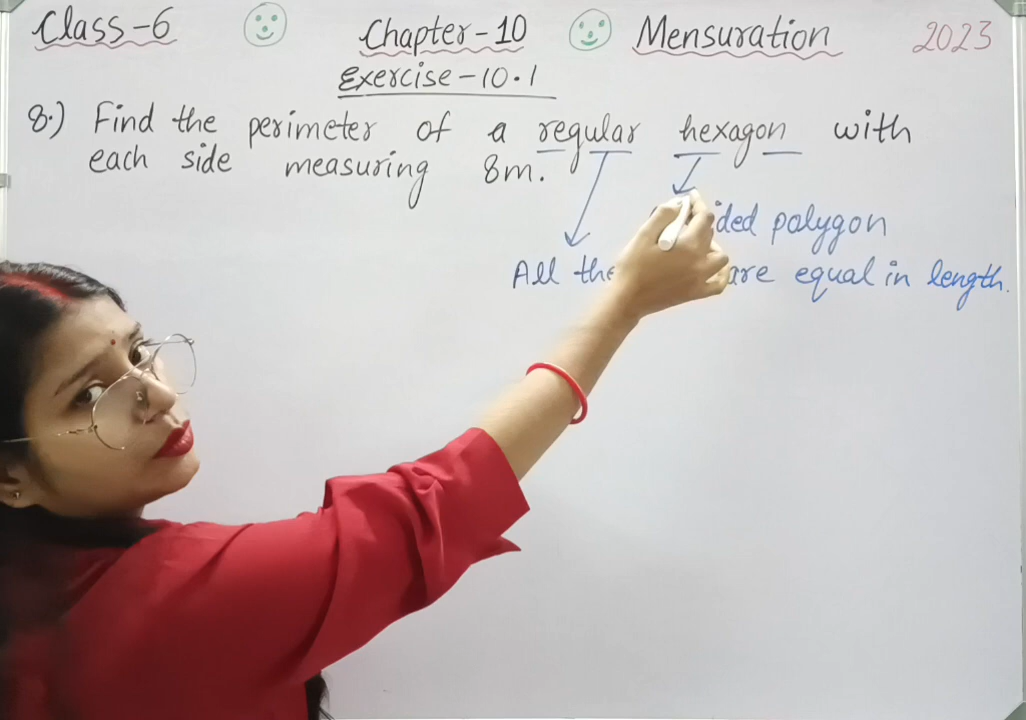 Class-6 Chapter-10 Mensuration 2023
Exercise-10.1
8.) Find the perimeter of a regular hexagon with
each side measuring 8m.
polygon
All the are equal in length.